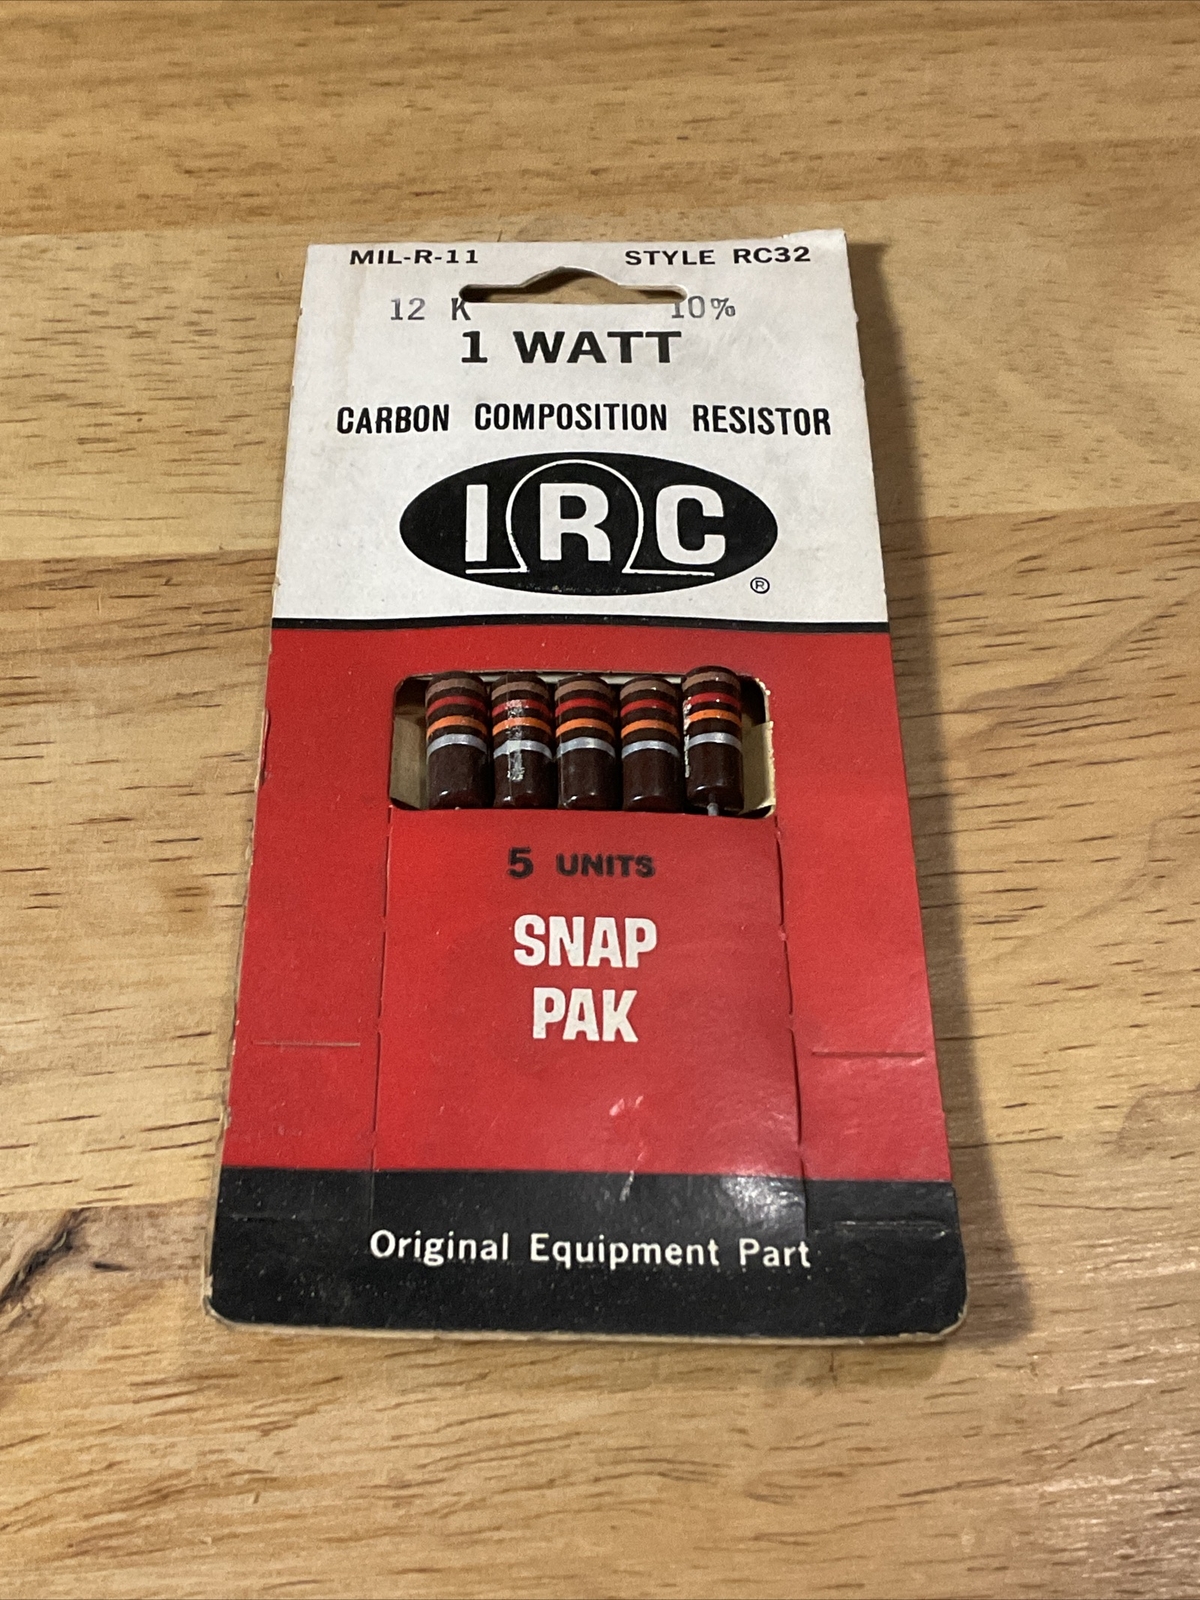 MIL-R-11 STYLE RC32
12 K 10%
1 WATT
CARBON COMPOSITION RESISTOR
IRC
®
5 UNITS
SNAP
PAK
Original Equipment Part